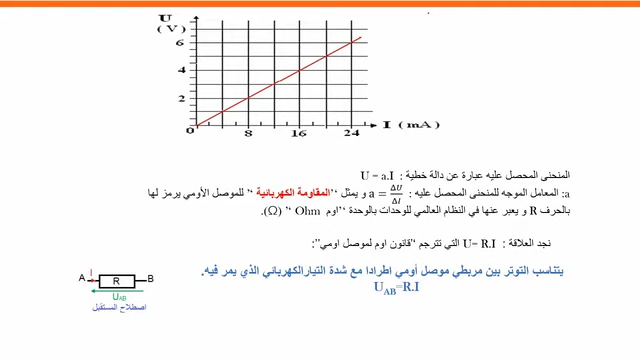 U
(V)
6
4
2
0 8 16 24 I (mA)
المنحنى المحصل عليه عبارة عن دالة خطية : U = a.I
a: المعامل الموجه للمنحنى المحصل عليه : a = ΔU/ΔI و يمثل "المقاومة الكهربائية" للموصل الأومي يرمز لها
بالحرف R و يعبر عنها في النظام العالمي للوحدات بالوحدة "اوم Ohm" (Ω).
نجد العلاقة : U= R.I التي تترجم "قانون اوم لموصل اومي":
يتناسب التوتر بين مربطي موصل أومي اطرادا مع شدة التيارالكهربائي الذي يمر فيه.
U_AB=R.I
I
A R B
U_AB
اصطلاح المستقبل